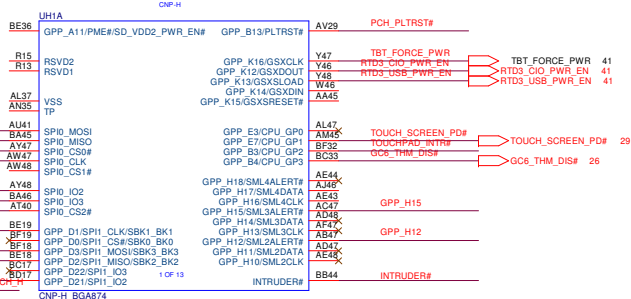 CNP-H
UH1A
BE36 GPP_A11/PME#/SD_VDD2_PWR_EN# GPP_B13/PLTRST# AV29 PCH_PLTRST#
R15 RSVD2 GPP_K16/GSXCLK Y47 TBT_FORCE_PWR TBT_FORCE_PWR 41
R13 RSVD1 GPP_K12/GSXDOUT Y46 RTD3_CIO_PWR_EN RTD3_CIO_PWR_EN 41
GPP_K13/GSXSLOAD Y48 RTD3_USB_PWR_EN RTD3_USB_PWR_EN 41
GPP_K14/GSXDIN W46
AL37 VSS GPP_K15/GSXSRESET# AA45
AN35 TP
AU41 SPI0_MOSI GPP_E3/CPU_GP0 AL47
BA45 SPI0_MISO GPP_E7/CPU_GP1 AM45 TOUCH_SCREEN_PD# TOUCH_SCREEN_PD# 29
AY47 SPI0_CS0# GPP_B3/CPU_GP2 BF32 TOUCHPAD_INTR#
AW47 SPI0_CLK GPP_B4/CPU_GP3 BC33 GC6_THM_DIS# GC6_THM_DIS# 26
AW48 SPI0_CS1#
GPP_H18/SML4ALERT# AE44
AY48 SPI0_IO2 GPP_H17/SML4DATA AJ46
BA46 SPI0_IO3 GPP_H16/SML4CLK AE43
AT40 SPI0_CS2# GPP_H15/SML3ALERT# AC47 GPP_H15
GPP_H14/SML3DATA AD48
BE19 GPP_D1/SPI1_CLK/SBK1_BK1 GPP_H13/SML3CLK AF47
BF19 GPP_D0/SPI1_CS#/SBK0_BK0 GPP_H12/SML2ALERT# AB47 GPP_H12
BF18 GPP_D3/SPI1_MOSI/SBK3_BK3 GPP_H11/SML2DATA AD47
BE18 GPP_D2/SPI1_MISO/SBK2_BK2 GPP_H10/SML2CLK AE48
BC17 GPP_D22/SPI1_IO3 1 OF 13
BD17 GPP_D21/SPI1_IO2 INTRUDER# BB44 INTRUDER#
CNP-H_BGA874